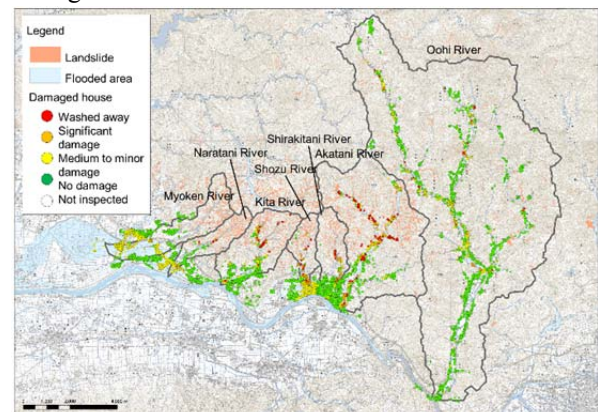 Legend
Landslide
Flooded area
Damaged house
Washed away
Significant
damage
Medium to minor
damage
No damage
Not inspected
Oohi River
Shirakitani River
Naratani River
Akatani River
Shozu River
Myoken River
Kita River